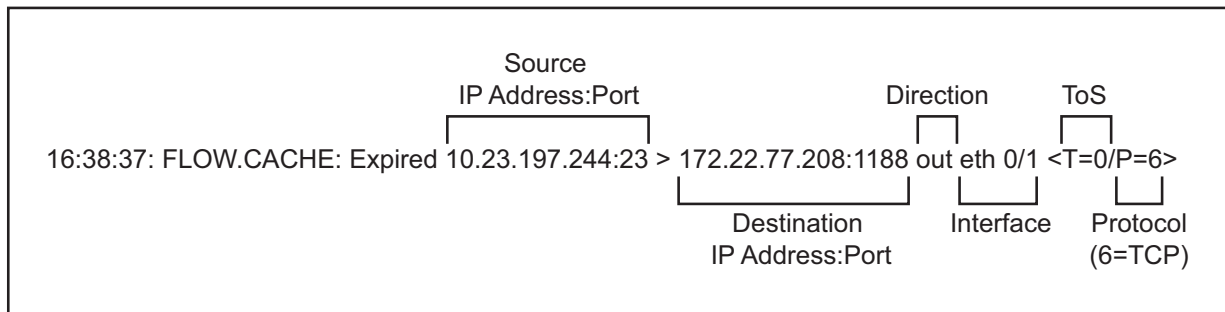 Source
IP Address:Port
Direction
ToS
16:38:37: FLOW.CACHE: Expired 10.23.197.244:23 > 172.22.77.208:1188 out eth 0/1 <T=0/P=6>
Destination
IP Address:Port
Interface
Protocol
(6=TCP)